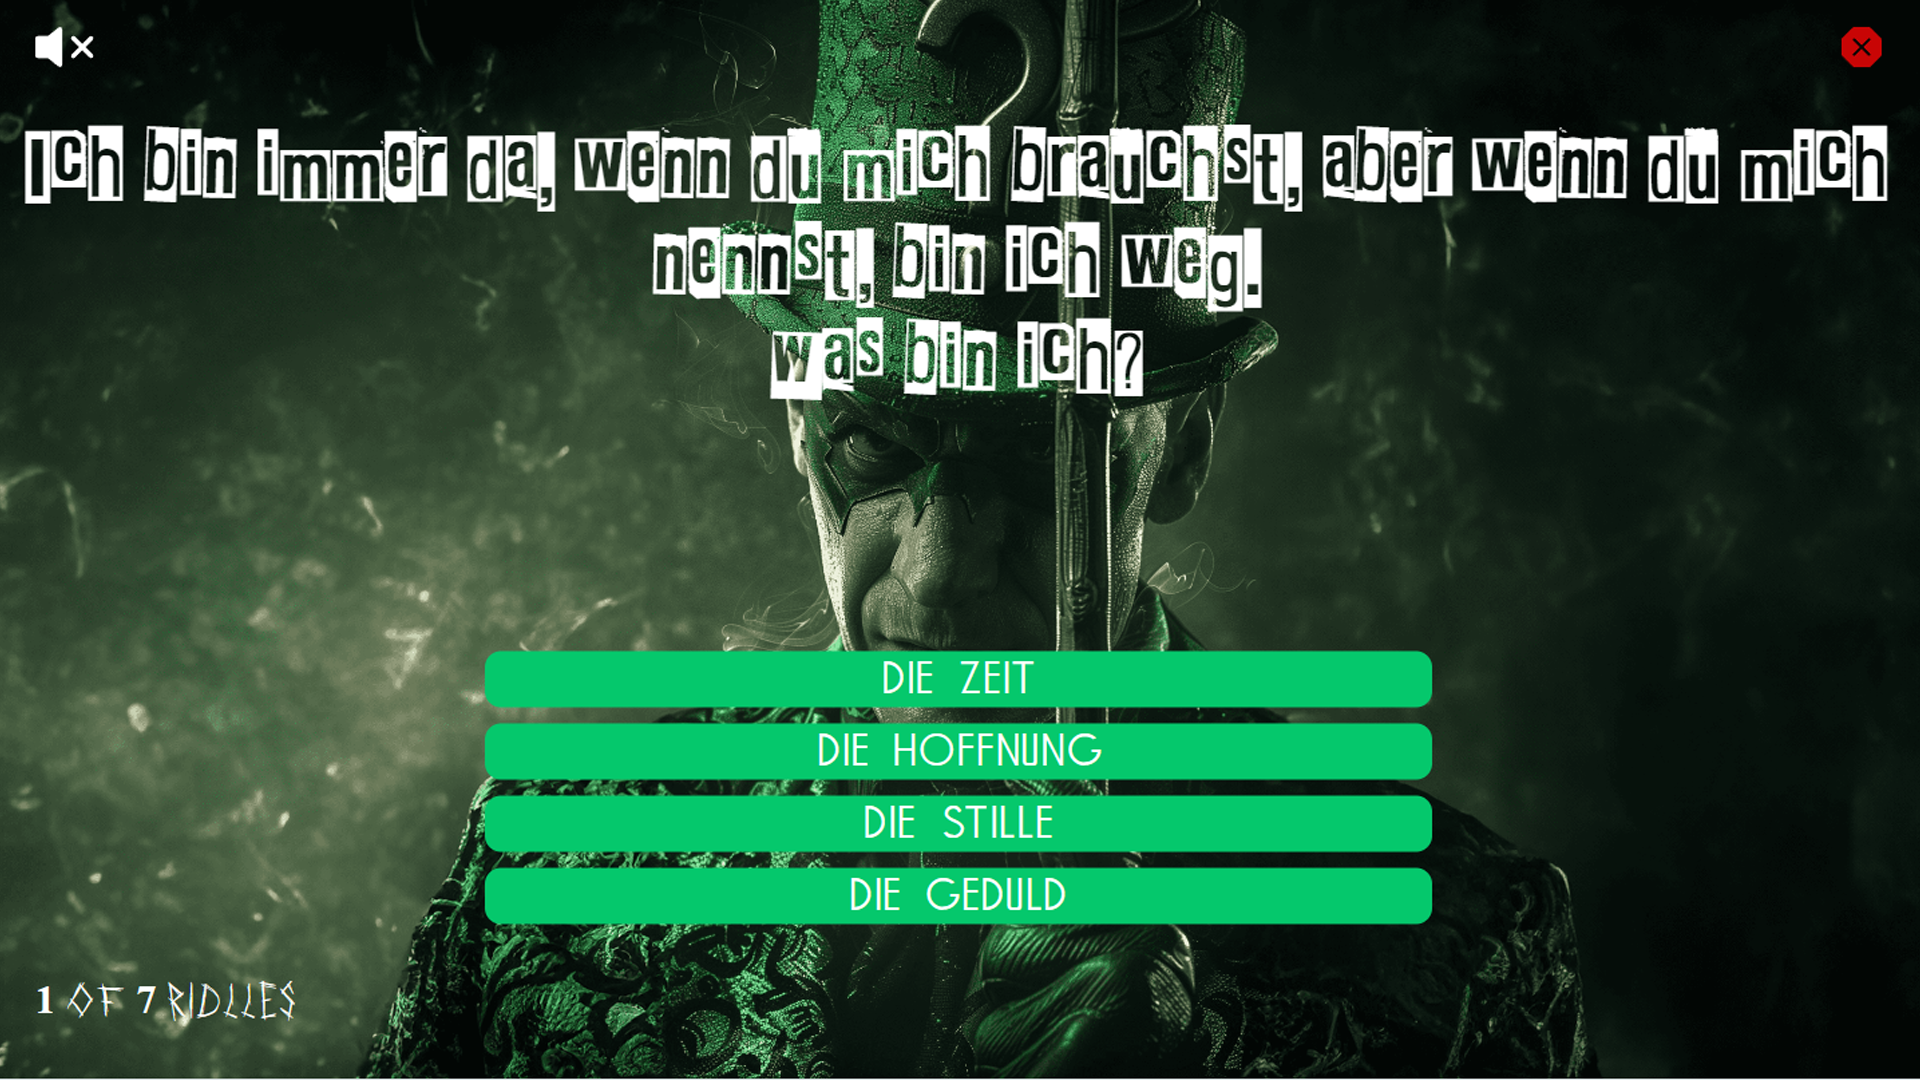 Ich bin immer da, wenn du mich brauchst, aber wenn du mich
nennst, bin ich weg.
was bin ich?
DIE ZEIT
DIE HOFFNUNG
DIE STILLE
DIE GEDULD
1 OF 7 RIDLLES